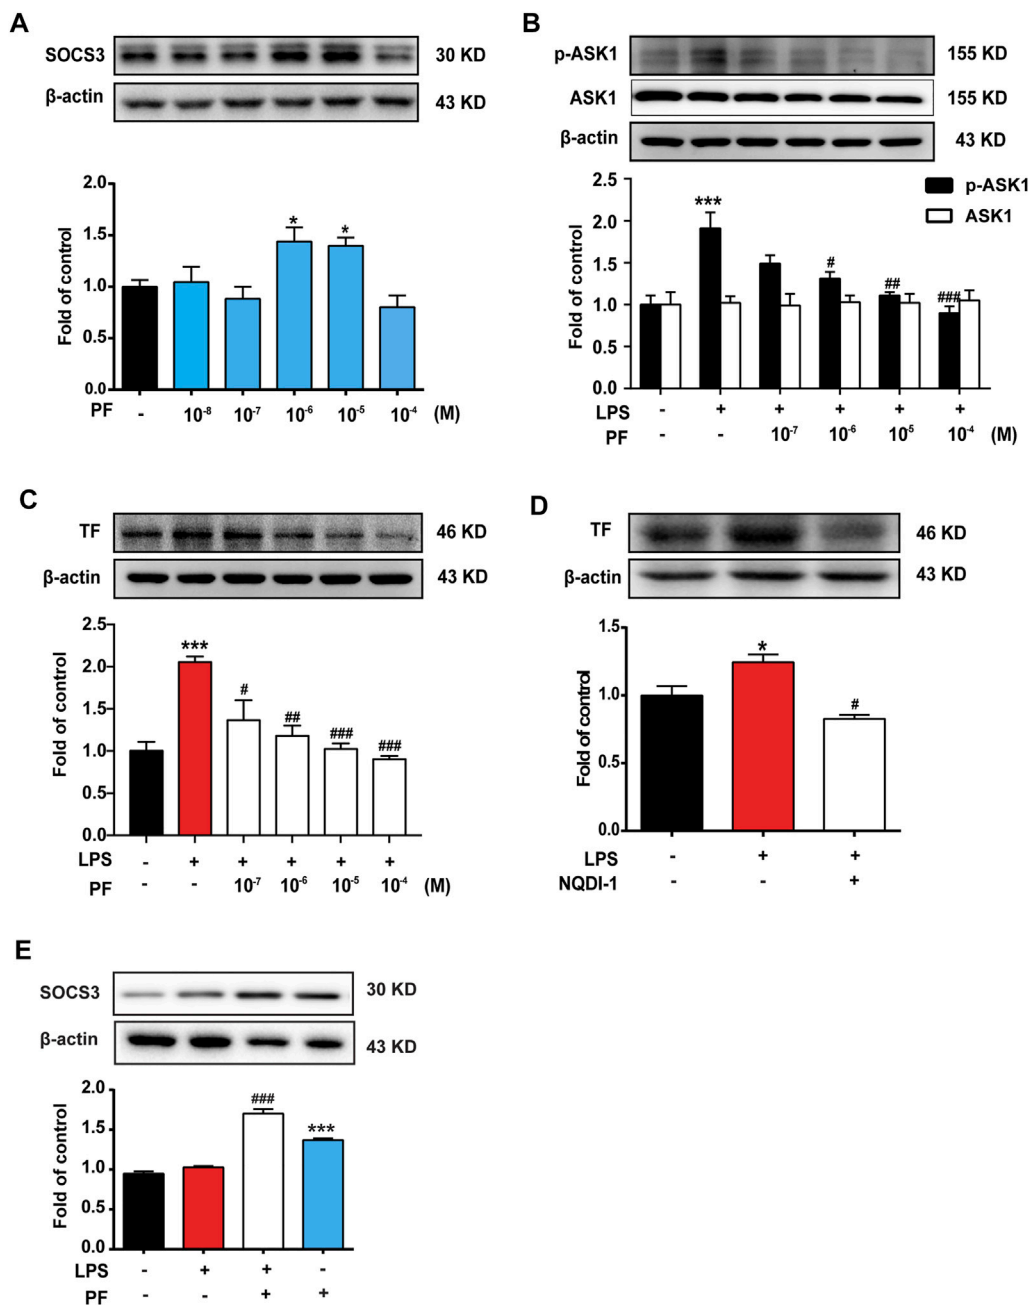 A
SOCS3 30 KD
β-actin 43 KD
2.0
1.5
1.0
0.5
0.0
Fold of control
* *
PF - 10-8 10-7 10-6 10-5 10-4 (M)
B
p-ASK1 155 KD
ASK1 155 KD
β-actin 43 KD
p-ASK1
ASK1
2.5
2.0
1.5
1.0
0.5
0.0
Fold of control
*** # ## ###
LPS - + + + + +
PF - - 10-7 10-6 105 10-4 (M)
C
TF 46 KD
β-actin 43 KD
2.5
2.0
1.5
1.0
0.5
0.0
Fold of control
*** # ## ### ###
LPS - + + + + +
PF - - 10-7 10-6 10-5 10-4 (M)
D
TF 46 KD
β-actin 43 KD
1.5
1.0
0.5
0.0
Fold of control
* #
LPS - + +
NQDI-1 - - +
E
SOCS3 30 KD
β-actin 43 KD
2.0
1.5
1.0
0.5
0.0
Fold of control
### ***
LPS - + + -
PF - - + +